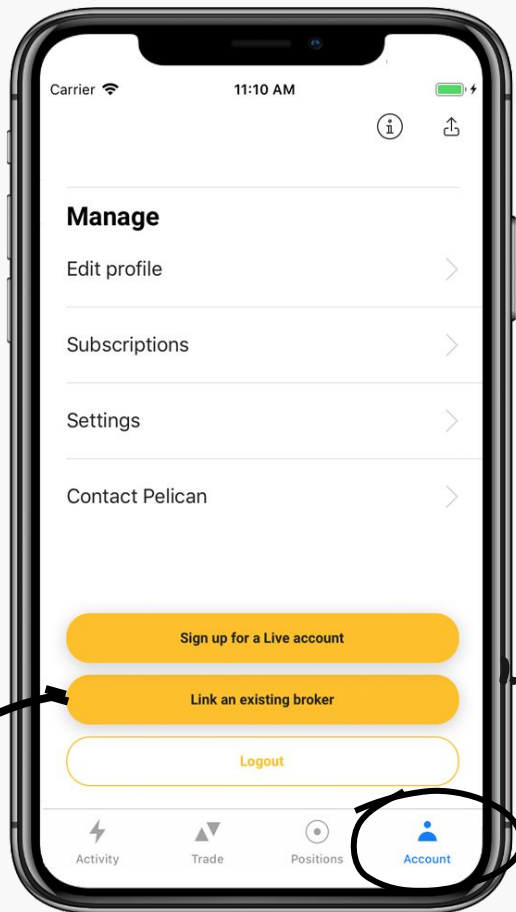 Carrier 11:10 AM
Manage
Edit profile
Subscriptions
Settings
Contact Pelican
Sign up for a Live account
Link an existing broker
Logout
Activity Trade Positions Account